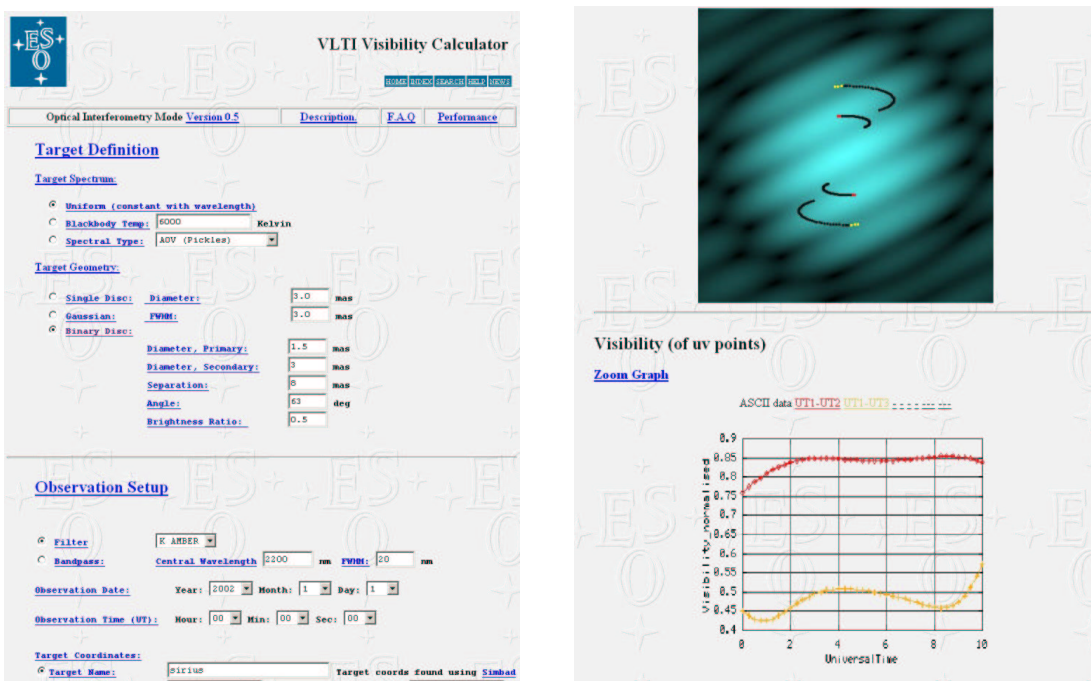 ES
O
VLTI Visibility Calculator
HOME INDEX SEARCH HELP NEWS
Optical Interferometry Mode Version 0.5 Description. F.A.Q Performance
Target Definition
Target Spectrum:
Uniform (constant with wavelength)
Blackbody Temp: 6000 Kelvin
Spectral Type: A0V (Pickles)
Target Geometry:
Single Disc: Diameter: 3.0 mas
Gaussian: FWHM: 3.0 mas
Binary Disc:
Diameter, Primary: 1.5 mas
Diameter, Secondary: 3 mas
Separation: 8 mas
Angle: 63 deg
Brightness Ratio: 0.5
Observation Setup
Filter K AMBER
Bandpass: Central Wavelength 2200 nm FWHM: 20 nm
Observation Date: Year: 2002 Month: 1 Day: 1
Observation Time (UT): Hour: 00 Min: 00 Sec: 00
Target Coordinates:
Target Name: sirius Target coords found using Simbad
Visibility (of uv points)
Zoom Graph
ASCII data UT1-UT2 UT1-UT3 - - - - --- ---
0.9
0.85
0.8
0.75
0.7
0.65
0.6
0.55
0.5
0.45
0.4
Visibility_normalised
0 2 4 6 8 10
UniversalTime